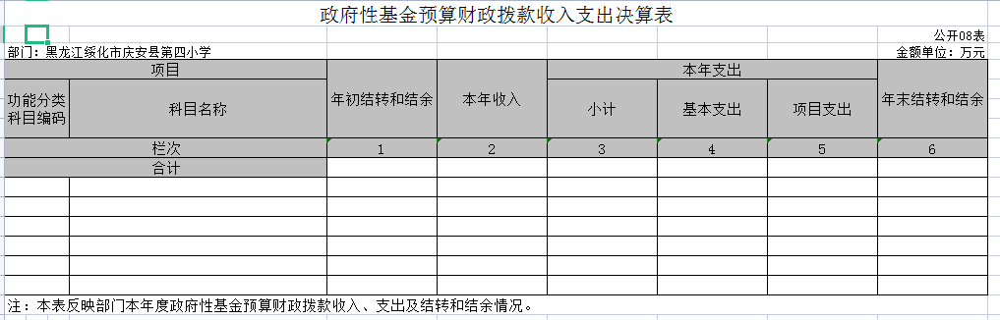 政府性基金预算财政拨款收入支出决算表
公开08表
部门：黑龙江绥化市庆安县第四小学 金额单位：万元
项目 年初结转和结余 本年收入 本年支出 年末结转和结余
功能分类
科目编码
科目名称 小计 基本支出 项目支出
栏次 1 2 3 4 5 6
合计
注：本表反映部门本年度政府性基金预算财政拨款收入、支出及结转和结余情况。